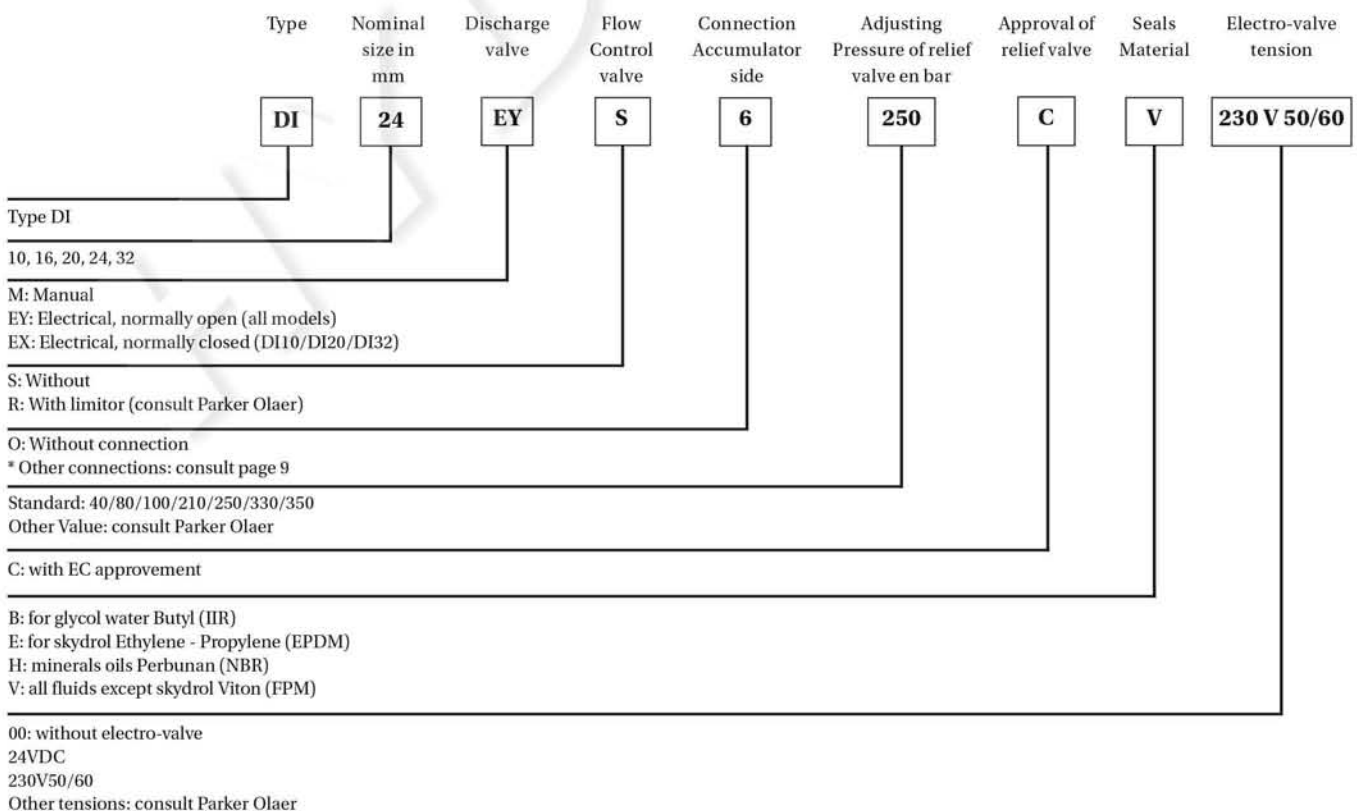 Type
Nominal size in mm
Discharge valve
Flow Control valve
Connection Accumulator side
Adjusting Pressure of relief valve en bar
Approval of relief valve
Seals Material
Electro-valve tension
DI 24 EY S 6 250 C V 230 V 50/60
Type DI
10, 16, 20, 24, 32
M: Manual
EY: Electrical, normally open (all models)
EX: Electrical, normally closed (DI10/DI20/DI32)
S: Without
R: With limitor (consult Parker Olaer)
O: Without connection
* Other connections: consult page 9
Standard: 40/80/100/210/250/330/350
Other Value: consult Parker Olaer
C: with EC approvement
B: for glycol water Butyl (IIR)
E: for skydrol Ethylene - Propylene (EPDM)
H: minerals oils Perbunan (NBR)
V: all fluids except skydrol Viton (FPM)
00: without electro-valve
24VDC
230V50/60
Other tensions: consult Parker Olaer